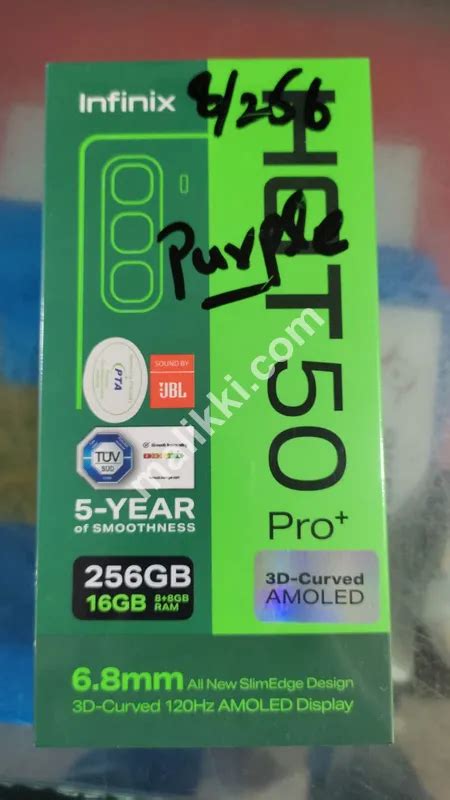 Infinix
8/256
HOT 50
Pro+
Purple
PTA
SOUND BY
JBL
TÜV
SÜD
malikki.com
5-YEAR
of SMOOTHNESS
256GB
16GB 8+8GB
RAM
3D-Curved
AMOLED
6.8mm All New SlimEdge Design
3D-Curved 120Hz AMOLED Display